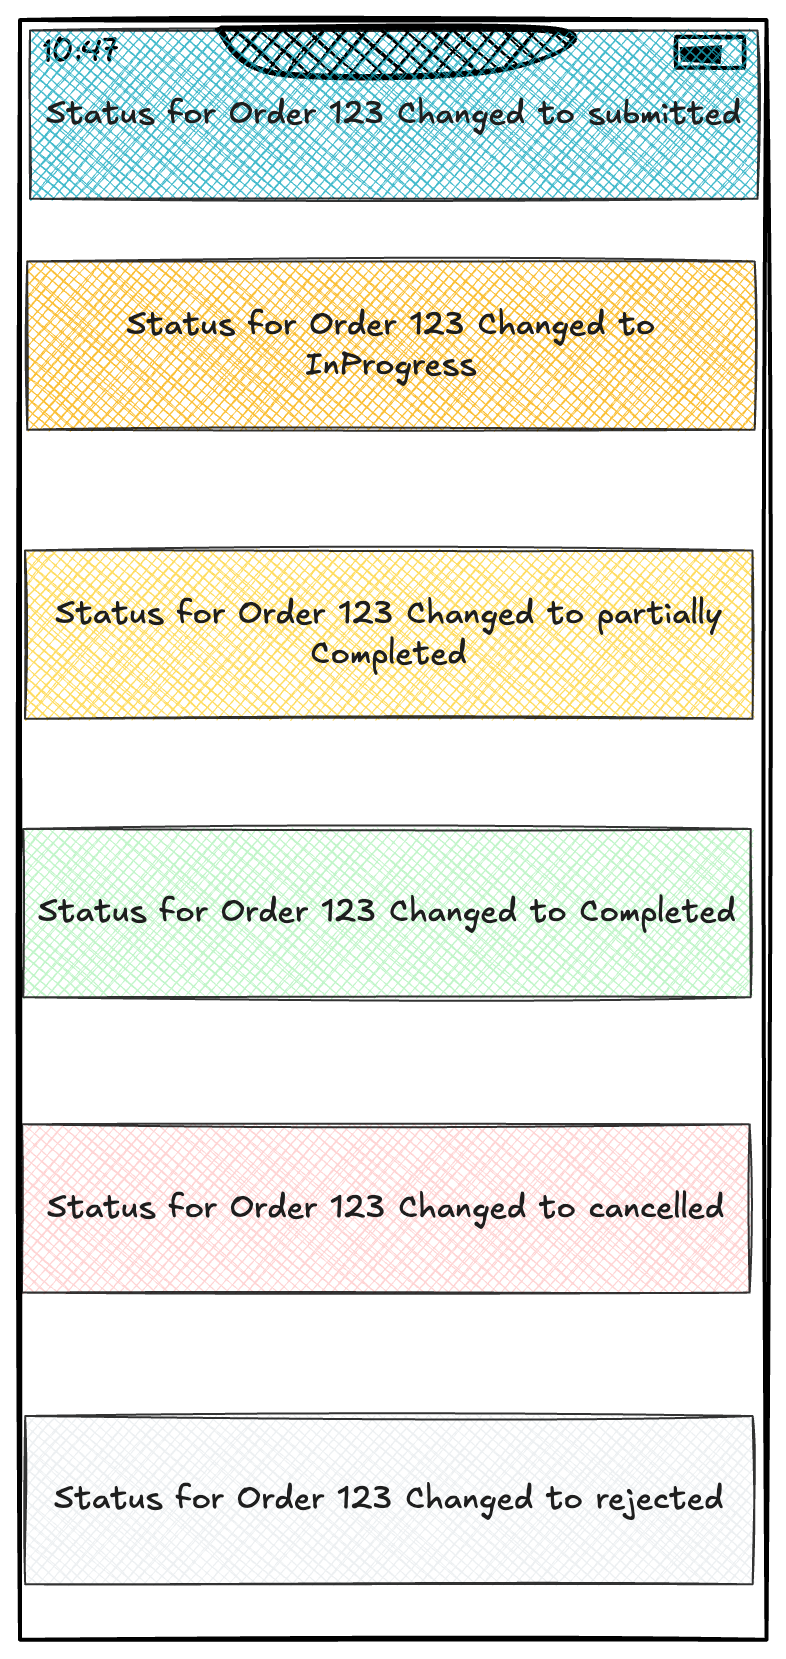 10:47
Status for Order 123 Changed to submitted
Status for Order 123 Changed to
InProgress
Status for Order 123 Changed to partially
Completed
Status for Order 123 Changed to Completed
Status for Order 123 Changed to cancelled
Status for Order 123 Changed to rejected